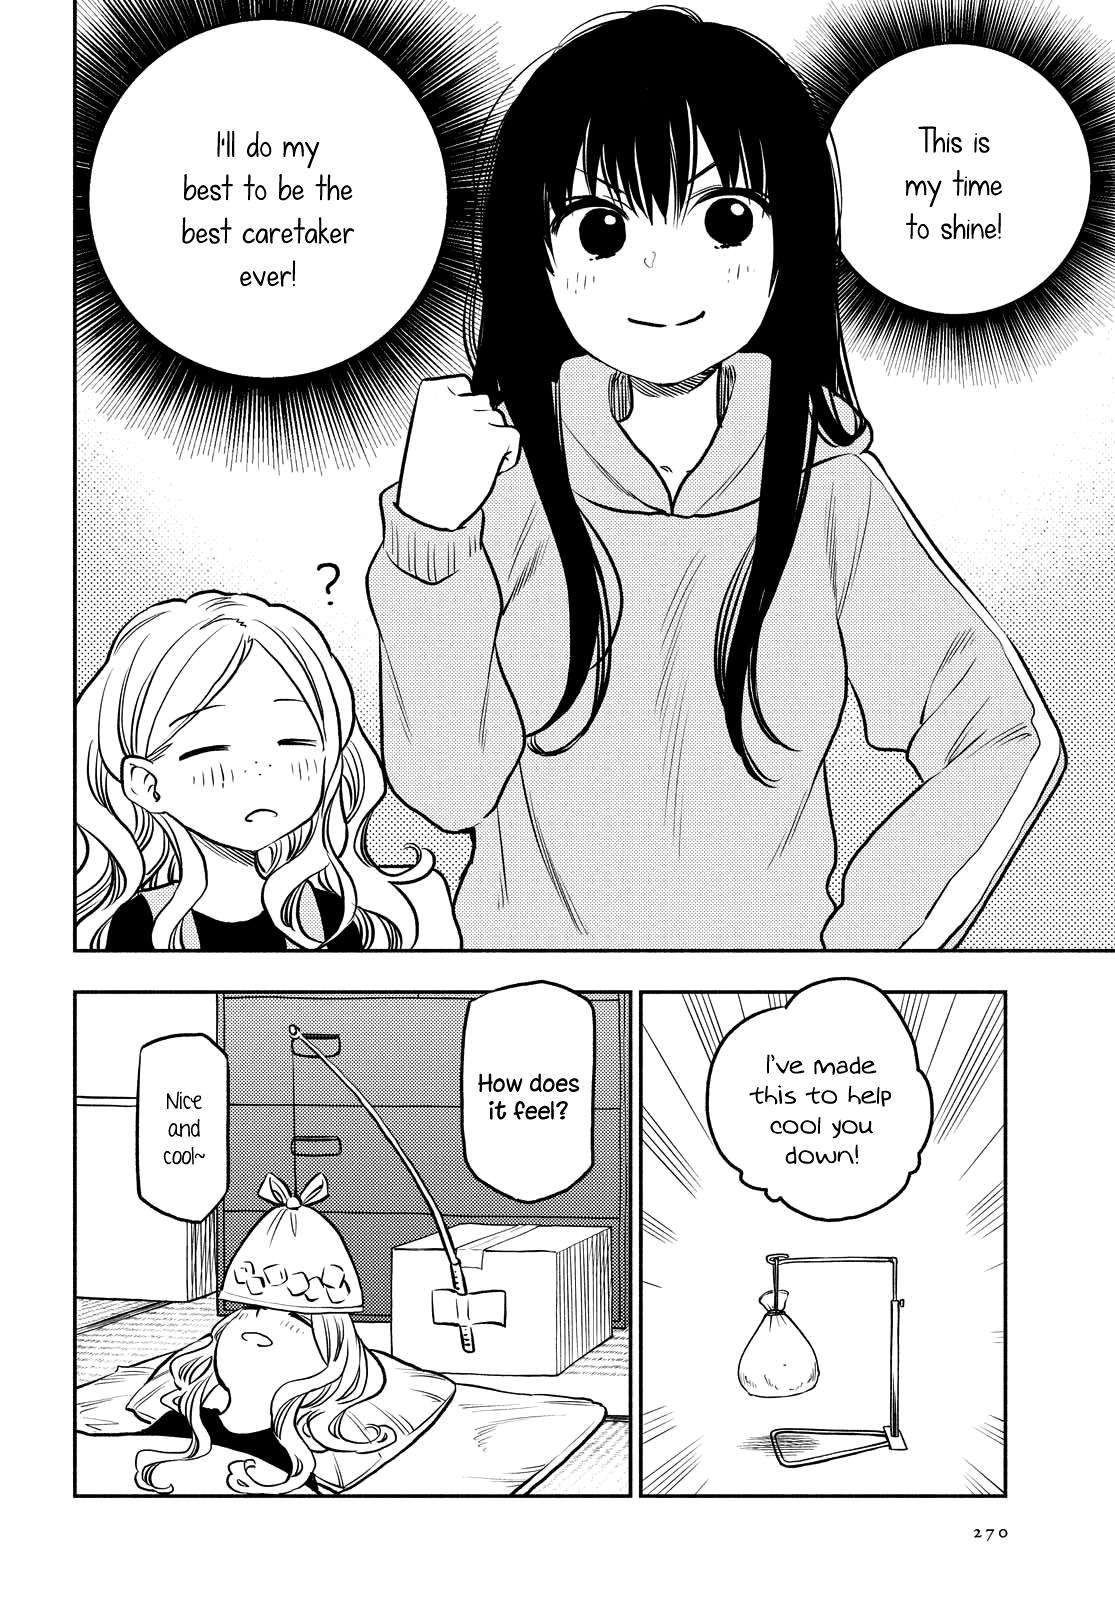 This is
my time
to shine!
I'll do my
best to be the
best caretaker
ever!
?
I've made
this to help
cool you
down!
How does
it feel?
Nice
and
cool~
270